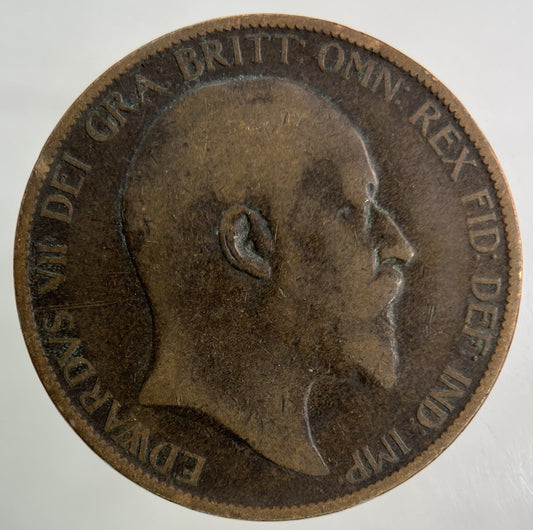 EDWARDVS VII DEI GRA: BRITT: OMN: REX FID: DEF: IND: IMP: